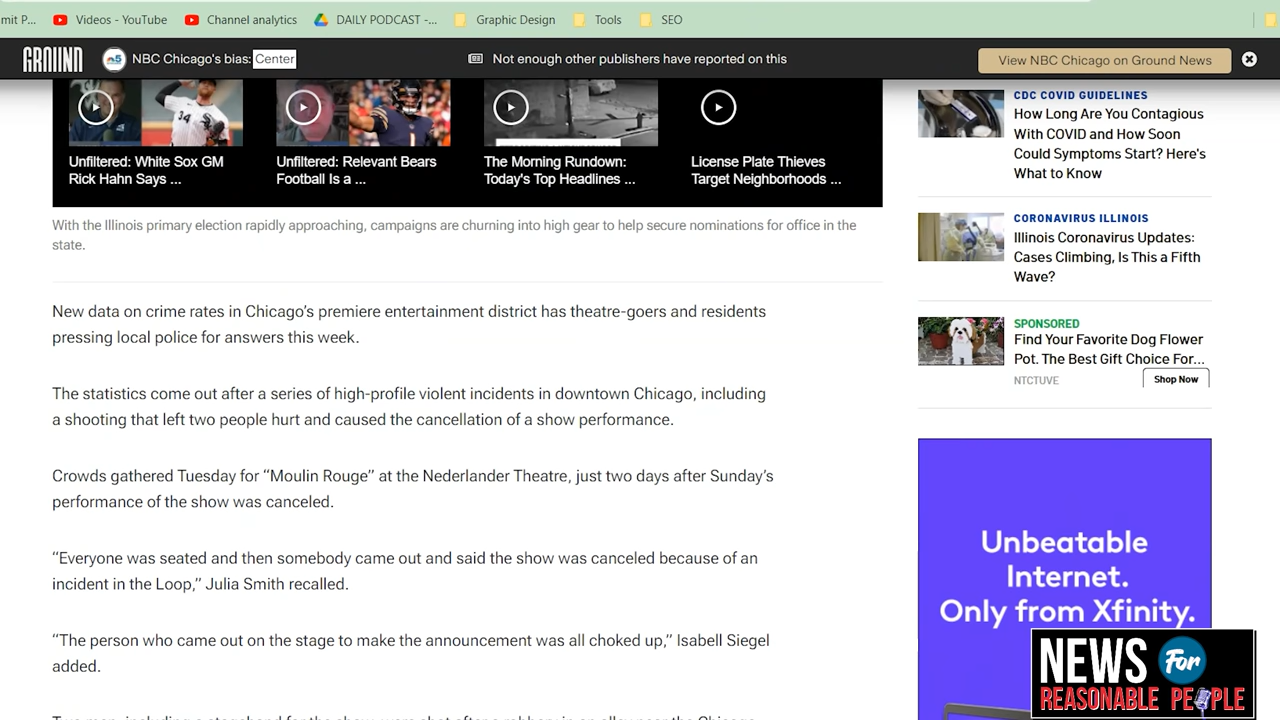 mit P...
Videos - YouTube
Channel analytics
DAILY PODCAST -...
Graphic Design
Tools
SEO
GROUND
5
NBC Chicago's bias: Center
Not enough other publishers have reported on this
View NBC Chicago on Ground News
34
1
Unfiltered: White Sox GM
Rick Hahn Says ...
Unfiltered: Relevant Bears
Football Is a ...
The Morning Rundown:
Today's Top Headlines ...
License Plate Thieves
Target Neighborhoods ...
With the Illinois primary election rapidly approaching, campaigns are churning into high gear to help secure nominations for office in the
state.
New data on crime rates in Chicago's premiere entertainment district has theatre-goers and residents
pressing local police for answers this week.
The statistics come out after a series of high-profile violent incidents in downtown Chicago, including
a shooting that left two people hurt and caused the cancellation of a show performance.
Crowds gathered Tuesday for “Moulin Rouge” at the Nederlander Theatre, just two days after Sunday's
performance of the show was canceled.
“Everyone was seated and then somebody came out and said the show was canceled because of an
incident in the Loop,” Julia Smith recalled.
“The person who came out on the stage to make the announcement was all choked up,” Isabell Siegel
added.
CDC COVID GUIDELINES
How Long Are You Contagious
With COVID and How Soon
Could Symptoms Start? Here's
What to Know
CORONAVIRUS ILLINOIS
Illinois Coronavirus Updates:
Cases Climbing, Is This a Fifth
Wave?
SPONSORED
Find Your Favorite Dog Flower
Pot. The Best Gift Choice For...
NTCTUVE
Shop Now
Unbeatable
Internet.
Only from Xfinity.
NEWS For
REASONABLE PEOPLE